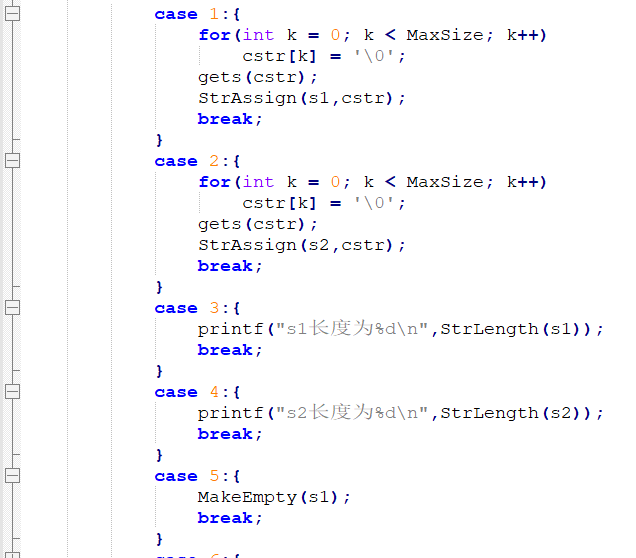 case 1:{
for(int k = 0; k < MaxSize; k++)
cstr[k] = '\0';
gets(cstr);
StrAssign(s1,cstr);
break;
}
case 2:{
for(int k = 0; k < MaxSize; k++)
cstr[k] = '\0';
gets(cstr);
StrAssign(s2,cstr);
break;
}
case 3:{
printf("s1长度为%d\n",StrLength(s1));
break;
}
case 4:{
printf("s2长度为%d\n",StrLength(s2));
break;
}
case 5:{
MakeEmpty(s1);
break;
}